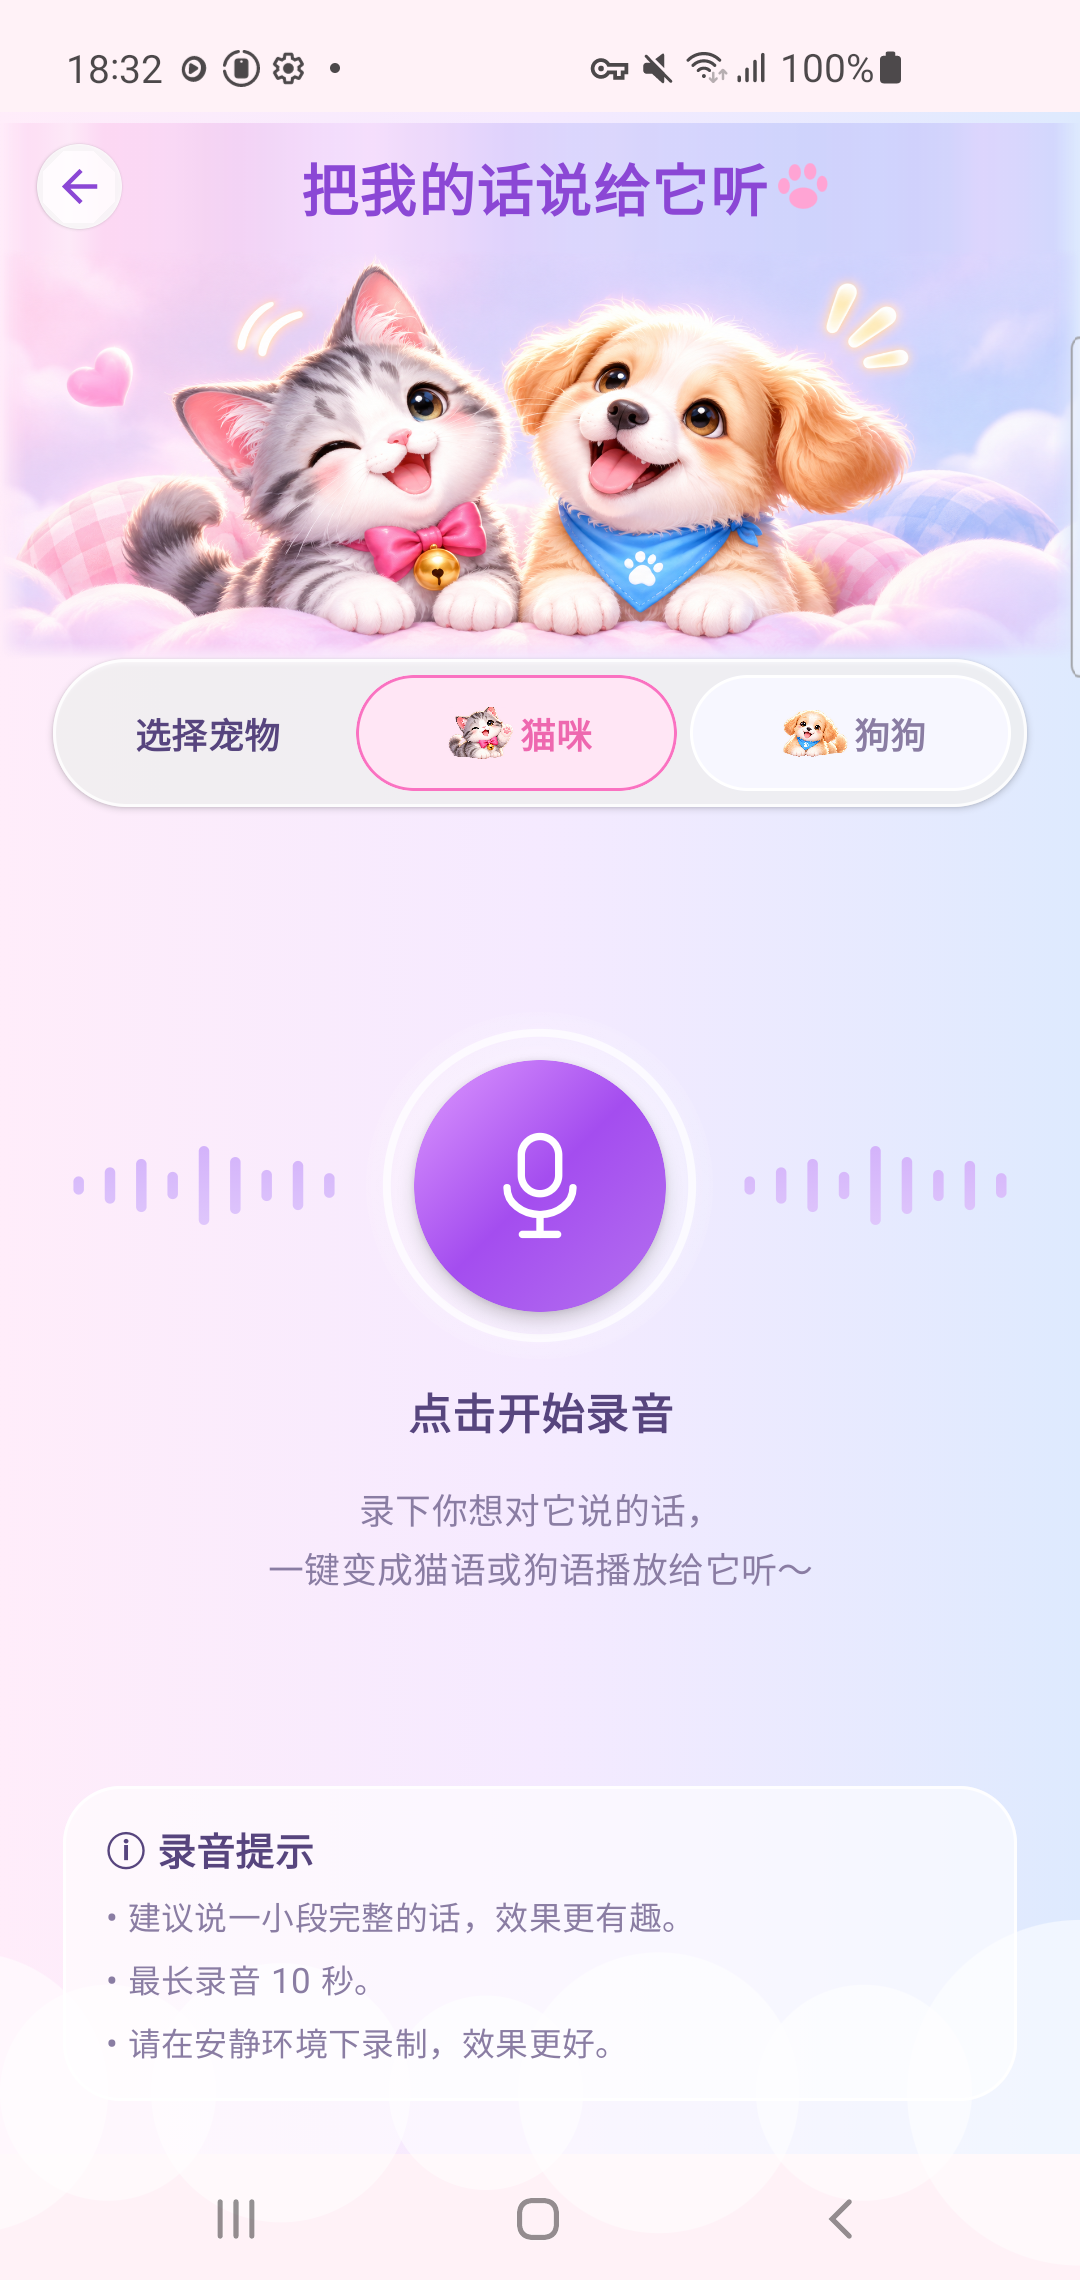 18:32
100%
把我的话说给它听
选择宠物
猫咪
狗狗
点击开始录音
录下你想对它说的话，
一键变成猫语或狗语播放给它听～
录音提示
• 建议说一小段完整的话，效果更有趣。
• 最长录音 10 秒。
• 请在安静环境下录制，效果更好。